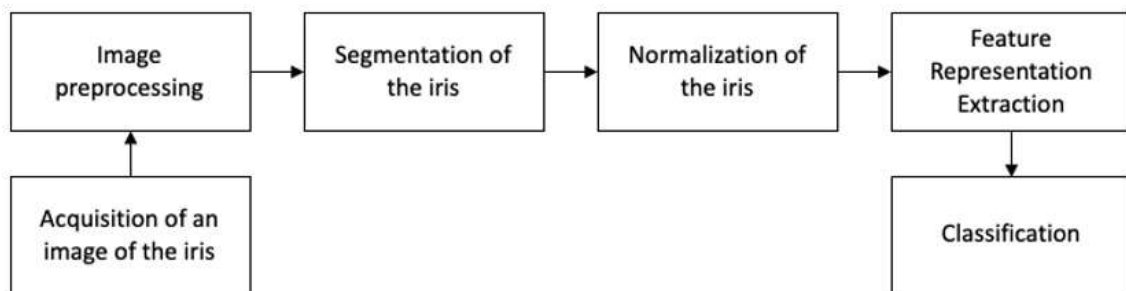 Image
preprocessing
Segmentation of
the iris
Normalization of
the iris
Feature
Representation
Extraction
Acquisition of an
image of the iris
Classification